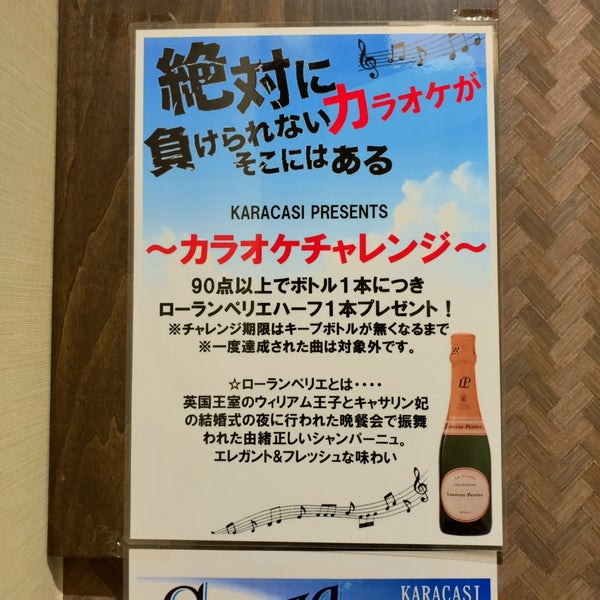 絶対に
負けられないカラオケが
そこにはある
KARACASI PRESENTS
～カラオケチャレンジ～
90点以上でボトル1本につき
ローランペリエハーフ1本プレゼント！
※チャレンジ期限はキープボトルが無くなるまで
※一度達成された曲は対象外です。
☆ローランペリエとは・・・・
英国王室のウィリアム王子とキャサリン妃
の結婚式の夜に行われた晩餐会で振舞
われた由緒正しいシャンパーニュ。
エレガント&フレッシュな味わい
Laurent-Perrier
LA CUVÉE
CHAMPAGNE
Laurent-Perrier
BRUT
KARACASI